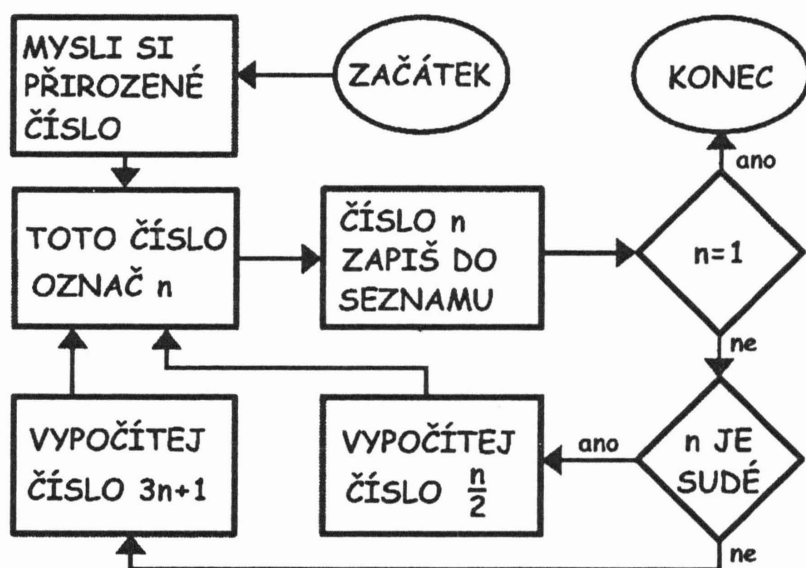 MYSLI SI
PŘIROZENÉ
ČÍSLO
ZAČÁTEK
KONEC
ano
TOTO ČÍSLO
OZNAČ n
ČÍSLO n
ZAPIŠ DO
SEZNAMU
n=1
ne
VYPOČÍTEJ
ČÍSLO 3n+1
VYPOČÍTEJ
ČÍSLO n/2
ano
n JE
SUDÉ
ne